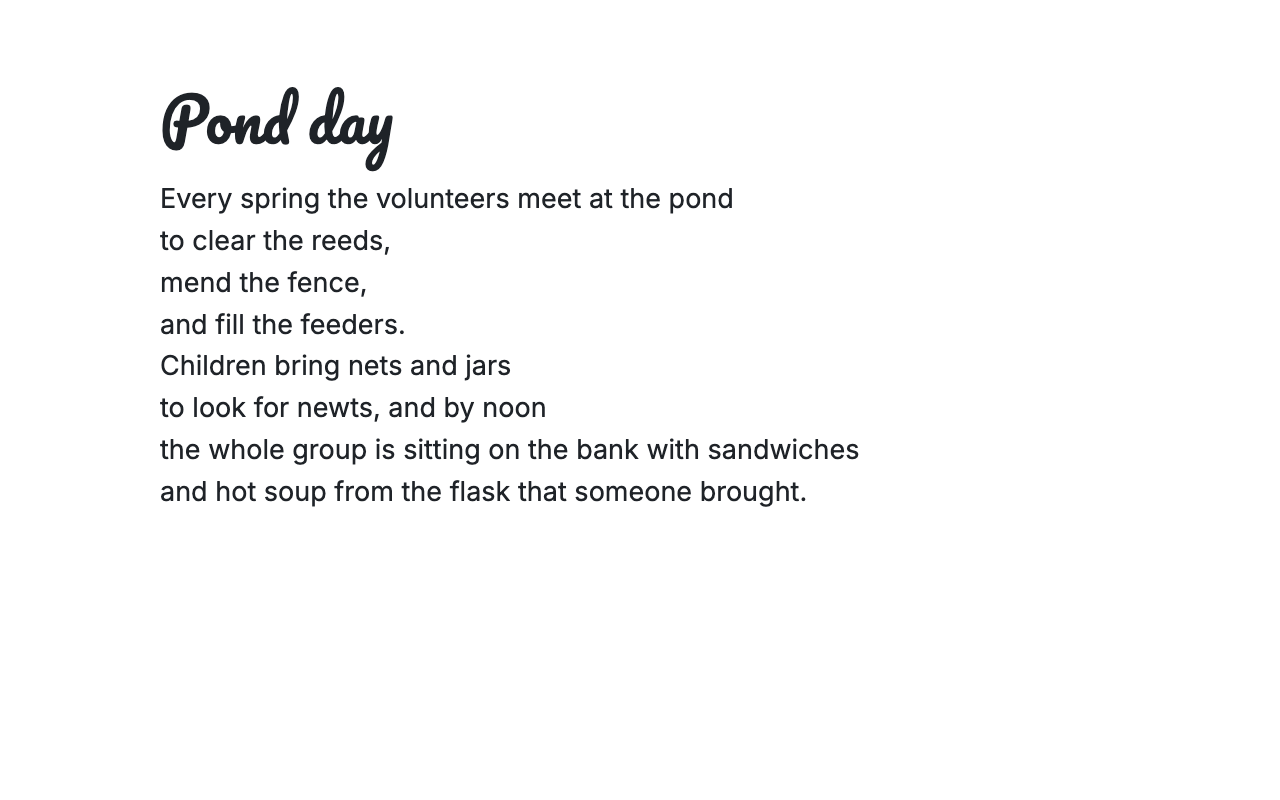 Pond day
Every spring the volunteers meet at the pond
to clear the reeds,
mend the fence,
and fill the feeders.
Children bring nets and jars
to look for newts, and by noon
the whole group is sitting on the bank with sandwiches
and hot soup from the flask that someone brought.